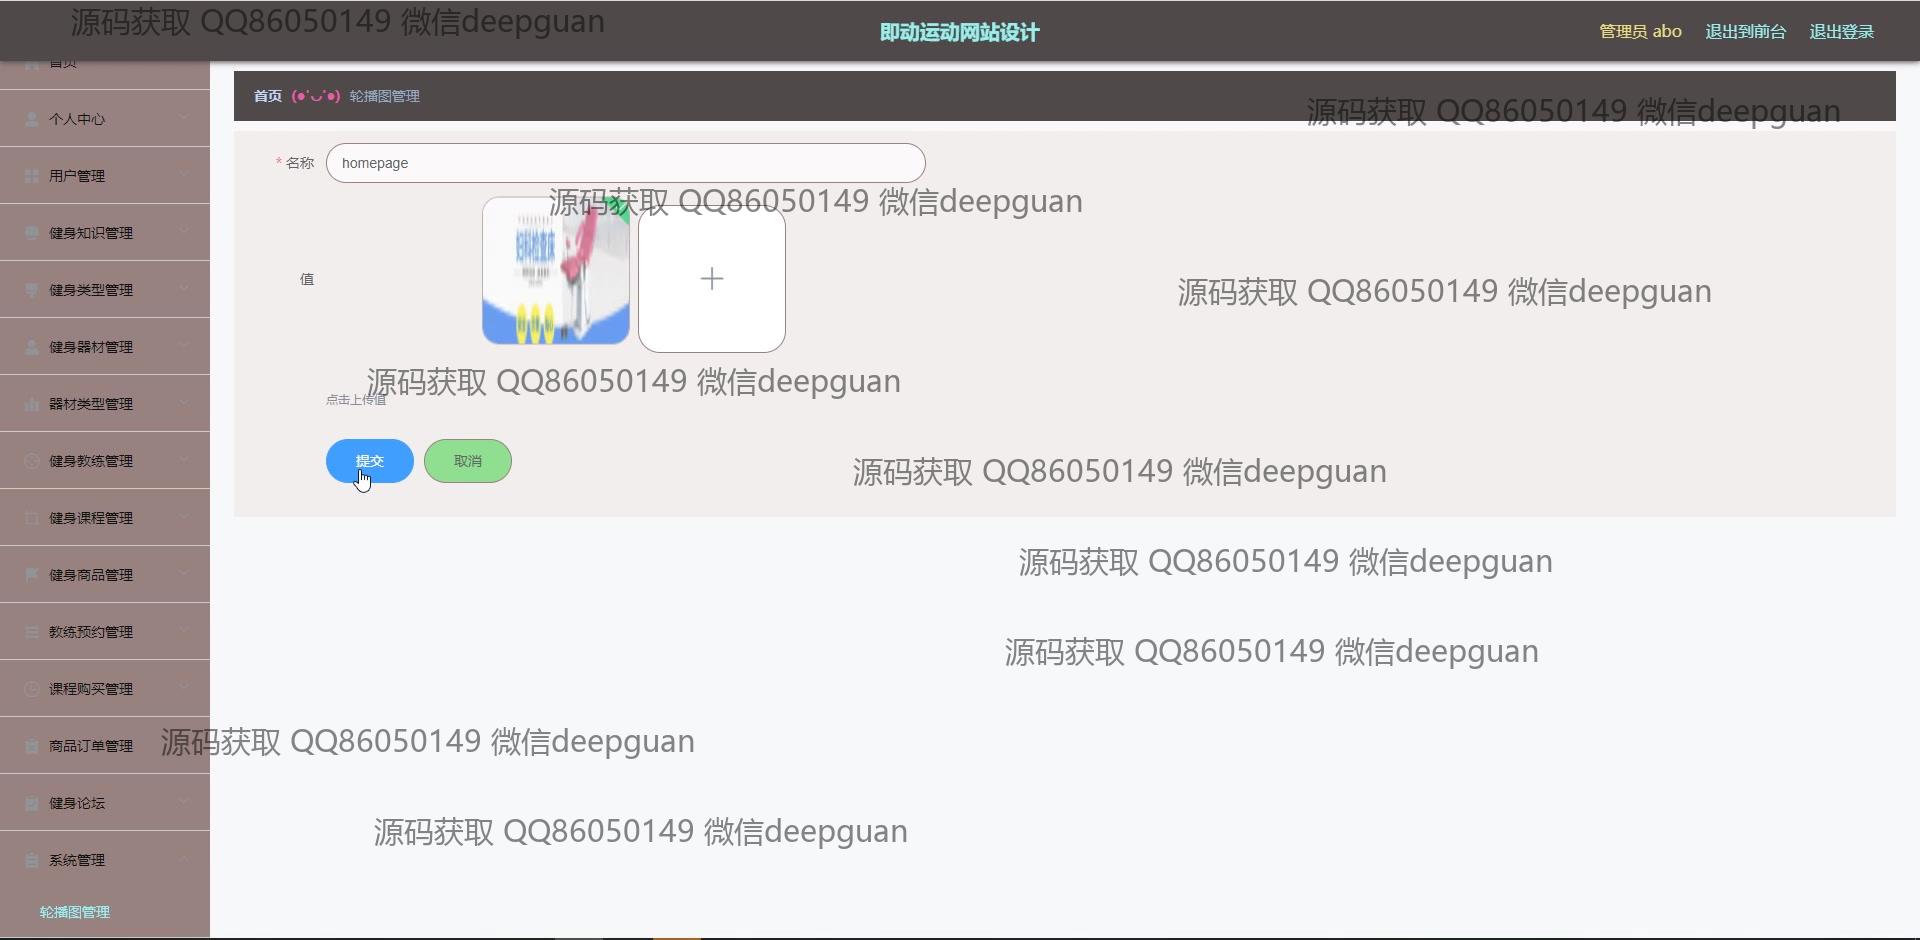 源码获取 QQ86050149 微信deepguan
即动运动网站设计
管理员 abo 退出到前台 退出登录
首页
首页 (●'◡'●) 轮播图管理
源码获取 QQ86050149 微信deepguan
个人中心
* 名称 homepage
用户管理
源码获取 QQ86050149 微信deepguan
健身知识管理
妇科检查床
值
源码获取 QQ86050149 微信deepguan
健身类型管理
健身器材管理
源码获取 QQ86050149 微信deepguan
点击上传值
器材类型管理
健身教练管理
提交 取消
源码获取 QQ86050149 微信deepguan
健身课程管理
源码获取 QQ86050149 微信deepguan
健身商品管理
教练预约管理
源码获取 QQ86050149 微信deepguan
课程购买管理
商品订单管理
源码获取 QQ86050149 微信deepguan
健身论坛
源码获取 QQ86050149 微信deepguan
系统管理
轮播图管理